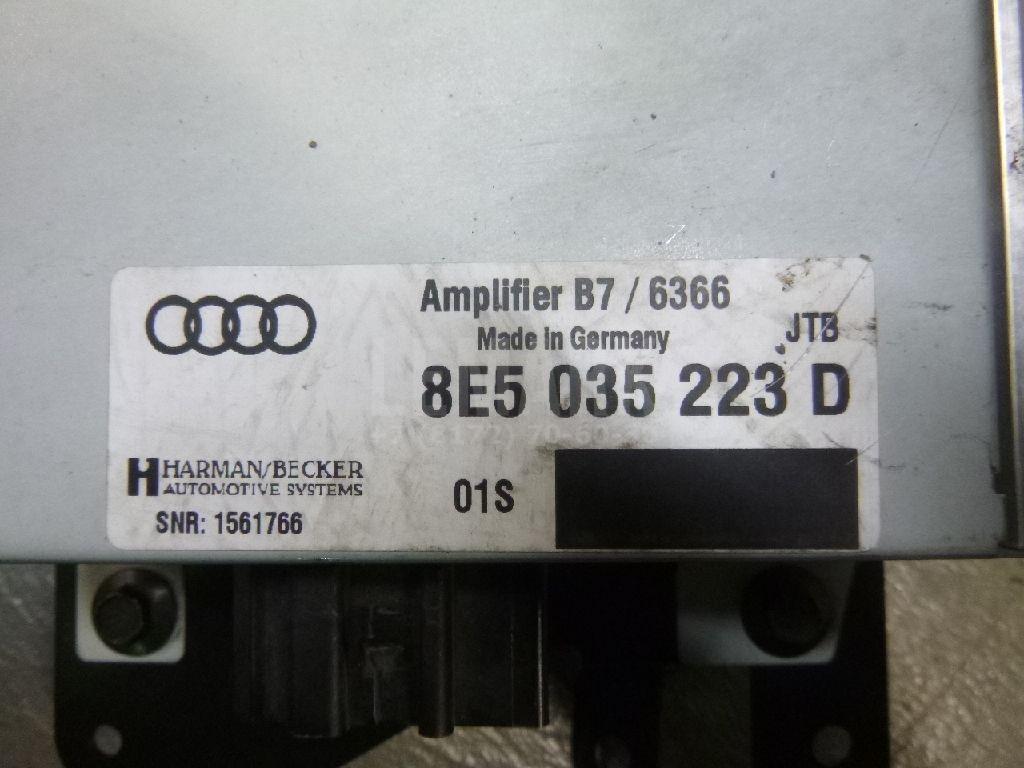 Amplifier B7 / 6366
Made in Germany
JTB
8E5 035 223 D
HARMAN/BECKER
AUTOMOTIVE SYSTEMS
01S
SNR: 1561766